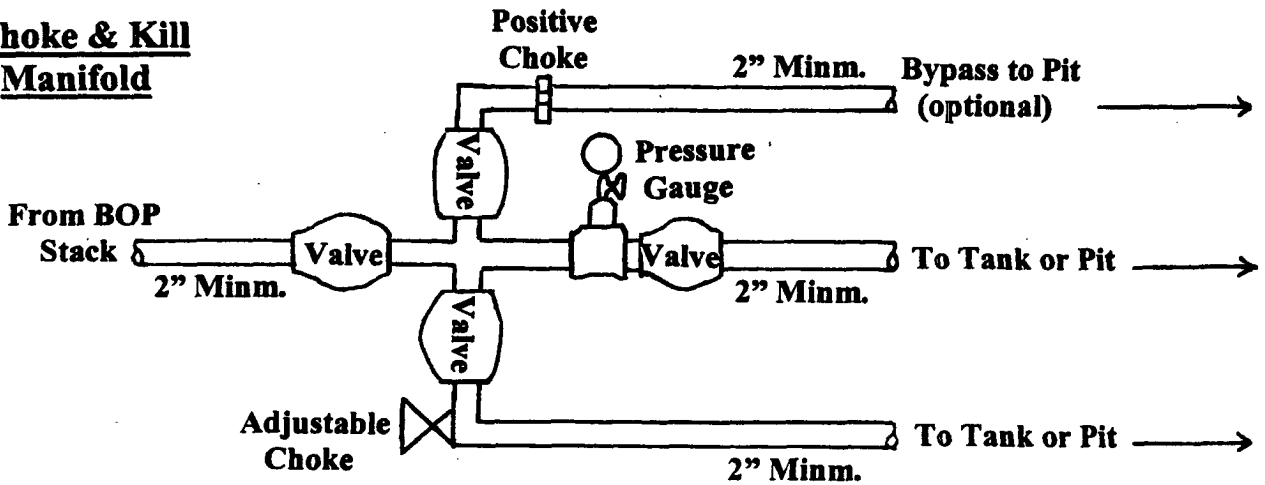 hoke & Kill
Manifold
Positive
Choke
2” Minm.
Bypass to Pit
(optional)
Valve
Pressure
Gauge
From BOP
Stack
Valve
Valve
To Tank or Pit
2” Minm.
2” Minm.
Valve
Adjustable
Choke
To Tank or Pit
2” Minm.